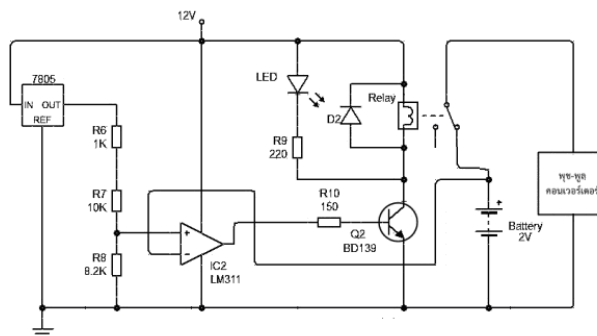 12V
7805
IN OUT
REF
R6
1K
R7
10K
R8
8.2K
+
-
IC2
LM311
LED
R9
220
D2
Relay
R10
150
Q2
BD139
+
Battery
2V
พุช-พูล
คอนเวอร์เตอร์